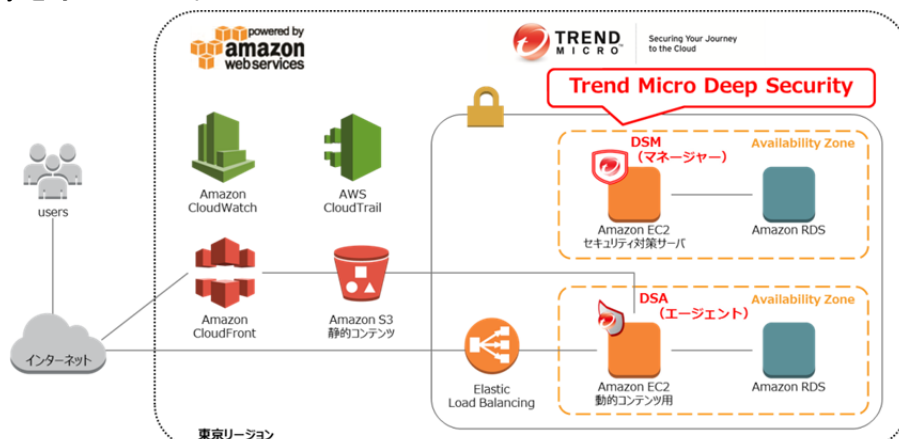 powered by
amazon
web services
TREND
MICRO
Securing Your Journey
to the Cloud
Trend Micro Deep Security
DSM
（マネージャー）
Availability Zone
Amazon EC2
セキュリティ対策サーバ
Amazon RDS
users
Amazon
CloudWatch
AWS
CloudTrail
Amazon
CloudFront
Amazon S3
静的コンテンツ
インターネット
Elastic
Load Balancing
DSA
（エージェント）
Availability Zone
Amazon EC2
動的コンテンツ用
Amazon RDS
東京リージョン